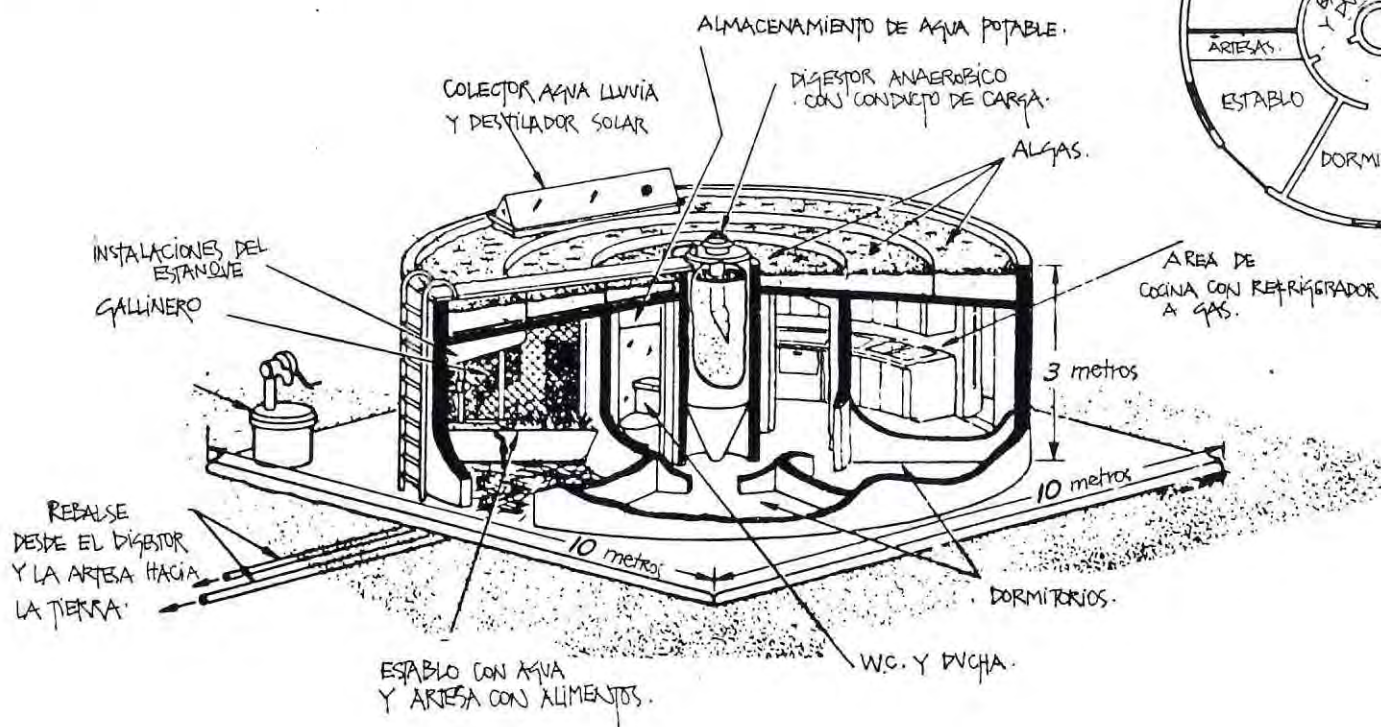 ALMACENAMIENTO DE AGUA POTABLE.
DIGESTOR ANAEROBICO
CON CONDUCTO DE CARGA.
COLECTOR AGUA LLUVIA
Y DESTILADOR SOLAR
ALGAS.
ARTESAS.
ESTABLO
DORMI
Y
INSTALACIONES DEL
ESTANQUE
GALLINERO
AREA DE
COCINA CON REFRIGERADOR
A GAS.
3 metros
10 metros
10 metros
REBALSE
DESDE EL DIGESTOR
Y LA ARTESA HACIA
LA TIERRA.
DORMITORIOS.
W.C. Y DUCHA.
ESTABLO CON AGUA
Y ARTESA CON ALIMENTOS.